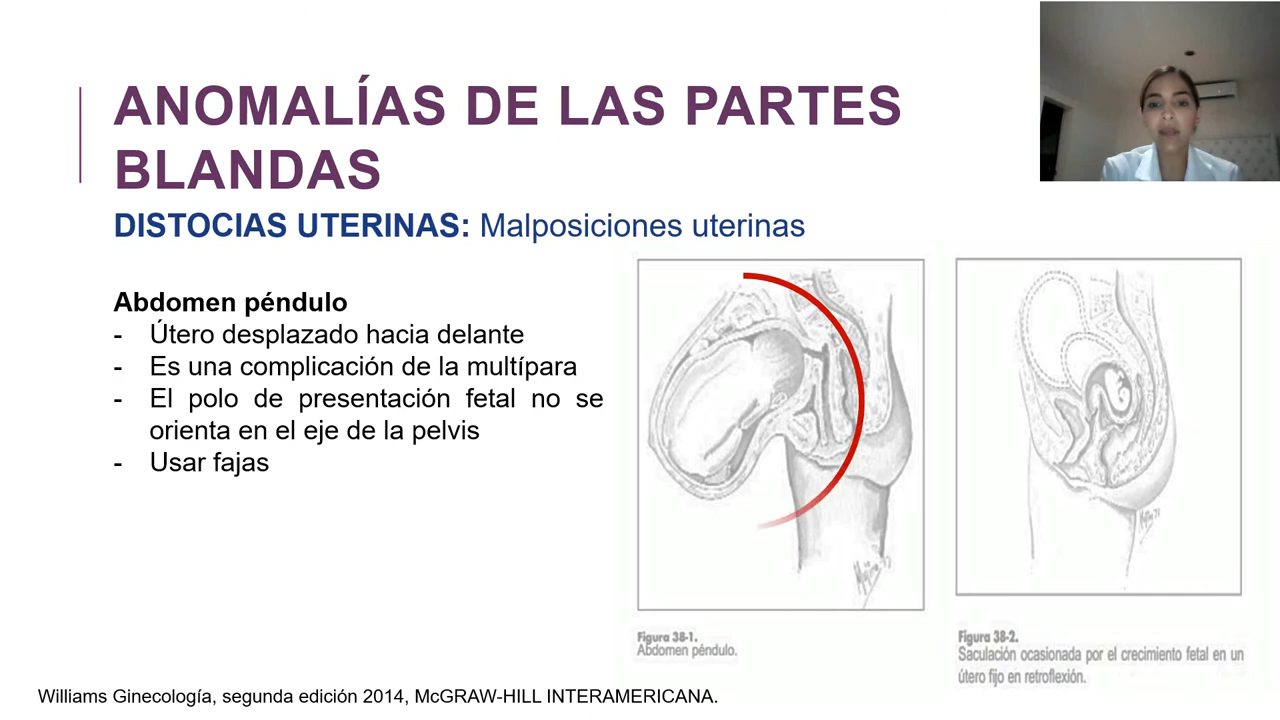 ANOMALÍAS DE LAS PARTES
BLANDAS
DISTOCIAS UTERINAS: Malposiciones uterinas
Abdomen péndulo
- Útero desplazado hacia delante
- Es una complicación de la multípara
- El polo de presentación fetal no se
orienta en el eje de la pelvis
- Usar fajas
Figura 38-1.
Abdomen péndulo.
Figura 38-2.
Saculación ocasionada por el crecimiento fetal en un
útero fijo en retroflexión.
Williams Ginecología, segunda edición 2014, McGRAW-HILL INTERAMERICANA.